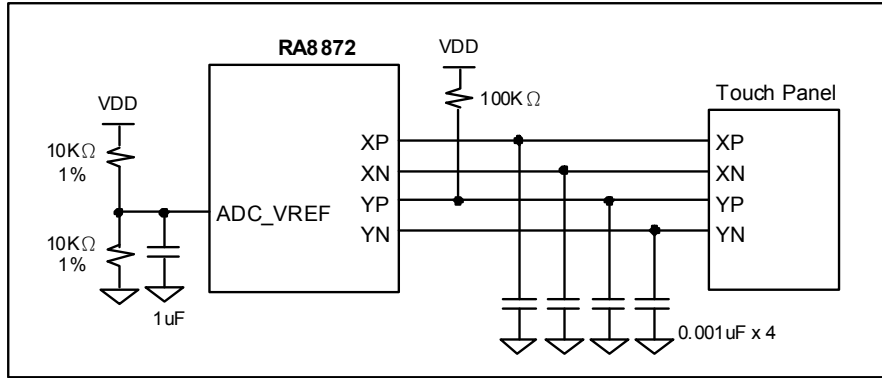 RA8872
VDD
VDD
10KΩ
1%
100KΩ
Touch Panel
XP
XN
YP
YN
ADC_VREF
XP
XN
YP
YN
10KΩ
1%
1uF
0.001uF x 4